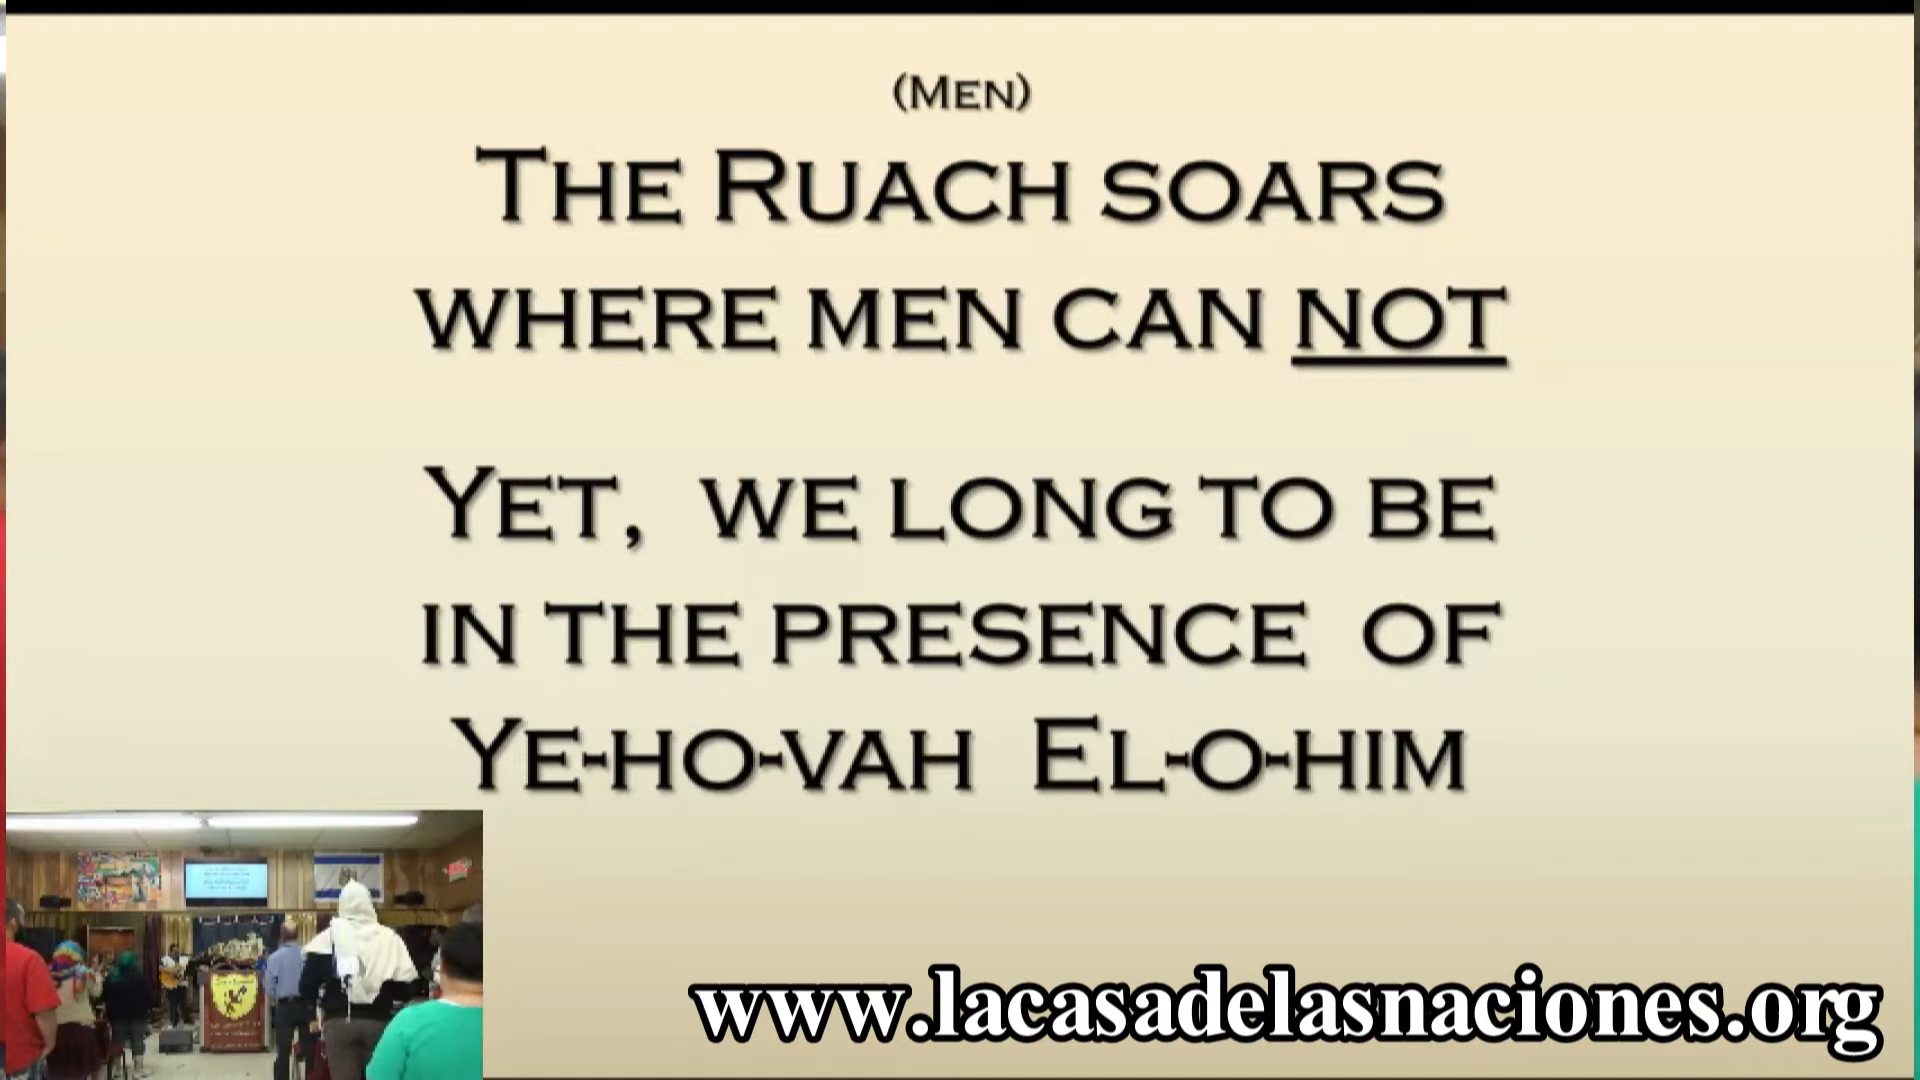 (MEN)
THE RUACH SOARS
WHERE MEN CAN NOT
YET, WE LONG TO BE
IN THE PRESENCE OF
YE-HO-VAH EL-O-HIM
www.lacasadelasnaciones.org